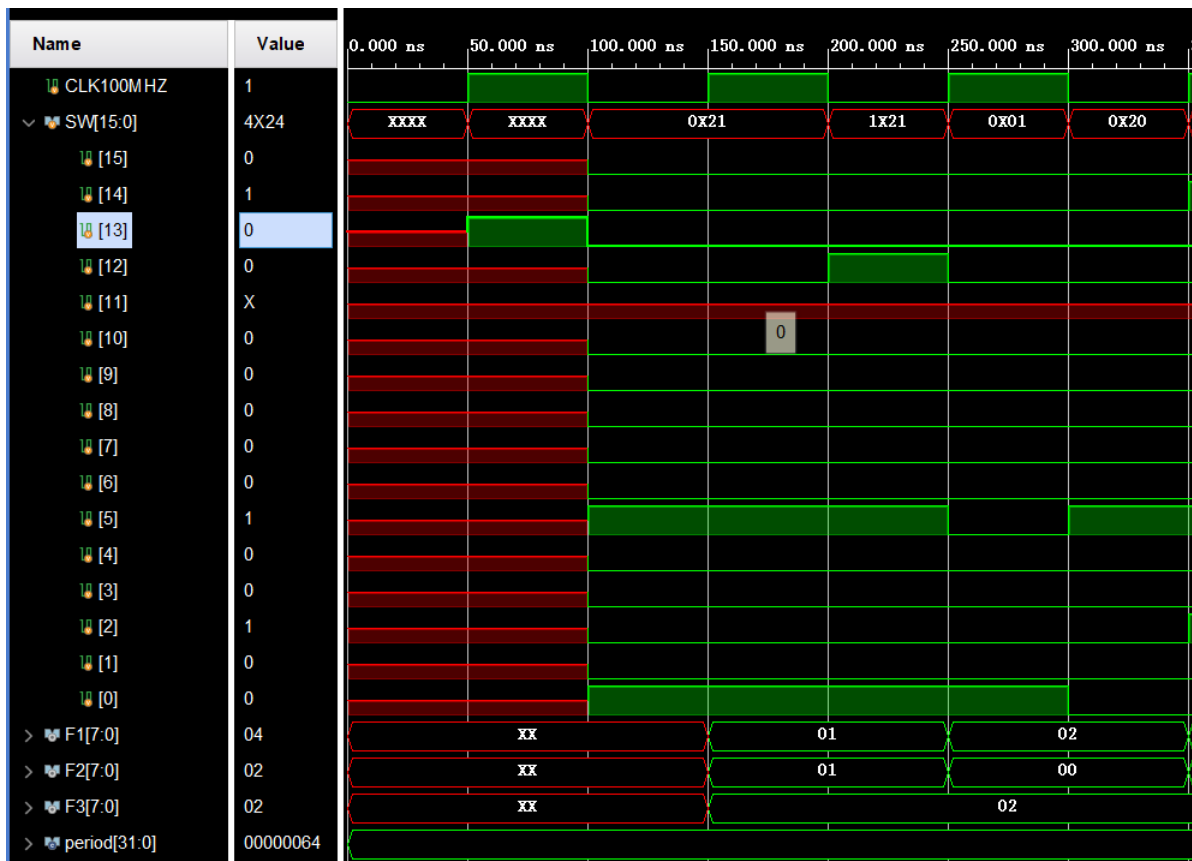 Name Value 0.000 ns 50.000 ns 100.000 ns 150.000 ns 200.000 ns 250.000 ns 300.000 ns
CLK100MHZ 1
SW[15:0] 4X24 XXXX XXXX 0X21 1X21 0X01 0X20
[15] 0
[14] 1
[13] 0
[12] 0
[11] X
[10] 0 0
[9] 0
[8] 0
[7] 0
[6] 0
[5] 1
[4] 0
[3] 0
[2] 1
[1] 0
[0] 0
F1[7:0] 04 XX 01 02
F2[7:0] 02 XX 01 00
F3[7:0] 02 XX 02
period[31:0] 00000064